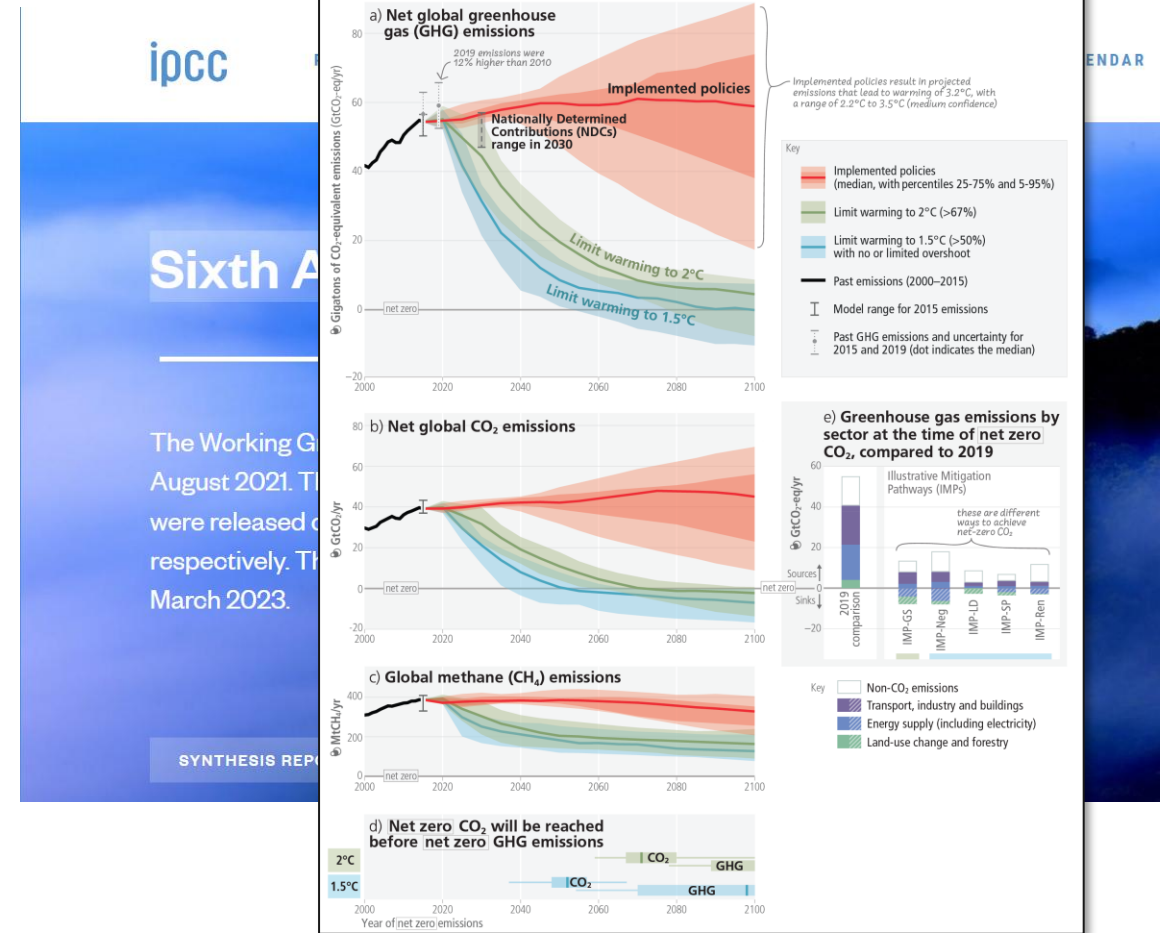 ipcc
ENDAR
Sixth A
The Working G
August 2021. T
were released
respectively. Th
March 2023.
SYNTHESIS REP
a) Net global greenhouse
gas (GHG) emissions
2019 emissions were
12% higher than 2010
Implemented policies
Nationally Determined
Contributions (NDCs)
range in 2030
Limit warming to 2°C
Limit warming to 1.5°C
net zero
Gigatons of CO₂-equivalent emissions (GtCO₂-eq/yr)
80
60
40
20
0
−20
2000 2020 2040 2060 2080 2100
Implemented policies result in projected
emissions that lead to warming of 3.2°C, with
a range of 2.2°C to 3.5°C (medium confidence)
Key
Implemented policies
(median, with percentiles 25-75% and 5-95%)
Limit warming to 2°C (>67%)
Limit warming to 1.5°C (>50%)
with no or limited overshoot
Past emissions (2000–2015)
Model range for 2015 emissions
Past GHG emissions and uncertainty for
2015 and 2019 (dot indicates the median)
b) Net global CO₂ emissions
GtCO₂/yr
80
60
40
20
0
-20
net zero
2000 2020 2040 2060 2080 2100
c) Global methane (CH₄) emissions
MtCH₄/yr
400
200
0
net zero
2000 2020 2040 2060 2080 2100
d) Net zero CO₂ will be reached
before net zero GHG emissions
2°C
CO₂
GHG
1.5°C
CO₂
GHG
2000 2020 2040 2060 2080 2100
Year of net zero emissions
e) Greenhouse gas emissions by
sector at the time of net zero
CO₂, compared to 2019
GtCO₂-eq/yr
60
40
20
0
−20
Illustrative Mitigation
Pathways (IMPs)
these are different
ways to achieve
net-zero CO₂
Sources
net zero
Sinks
2019
comparison
IMP-GS
IMP-Neg
IMP-LD
IMP-SP
IMP-Ren
Key
Non-CO₂ emissions
Transport, industry and buildings
Energy supply (including electricity)
Land-use change and forestry